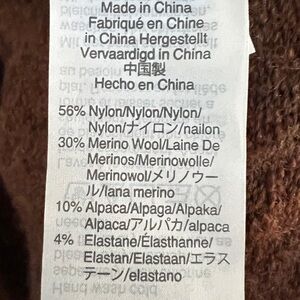 Made in China
Fabriqué en Chine
in China Hergestellt
Vervaardigd in China
中国製
Hecho en China
56% Nylon/Nylon/Nylon/
Nylon/ナイロン/nailon
30% Merino Wool/Laine De
Merinos/Merinowolle/
Merinowol/メリノウー
ル/lana merino
10% Alpaca/Alpaga/Alpaka/
Alpaca/アルパカ/alpaca
4% Elastane/Élasthanne/
Elastan/Elastaan/エラス
テーン/elastano